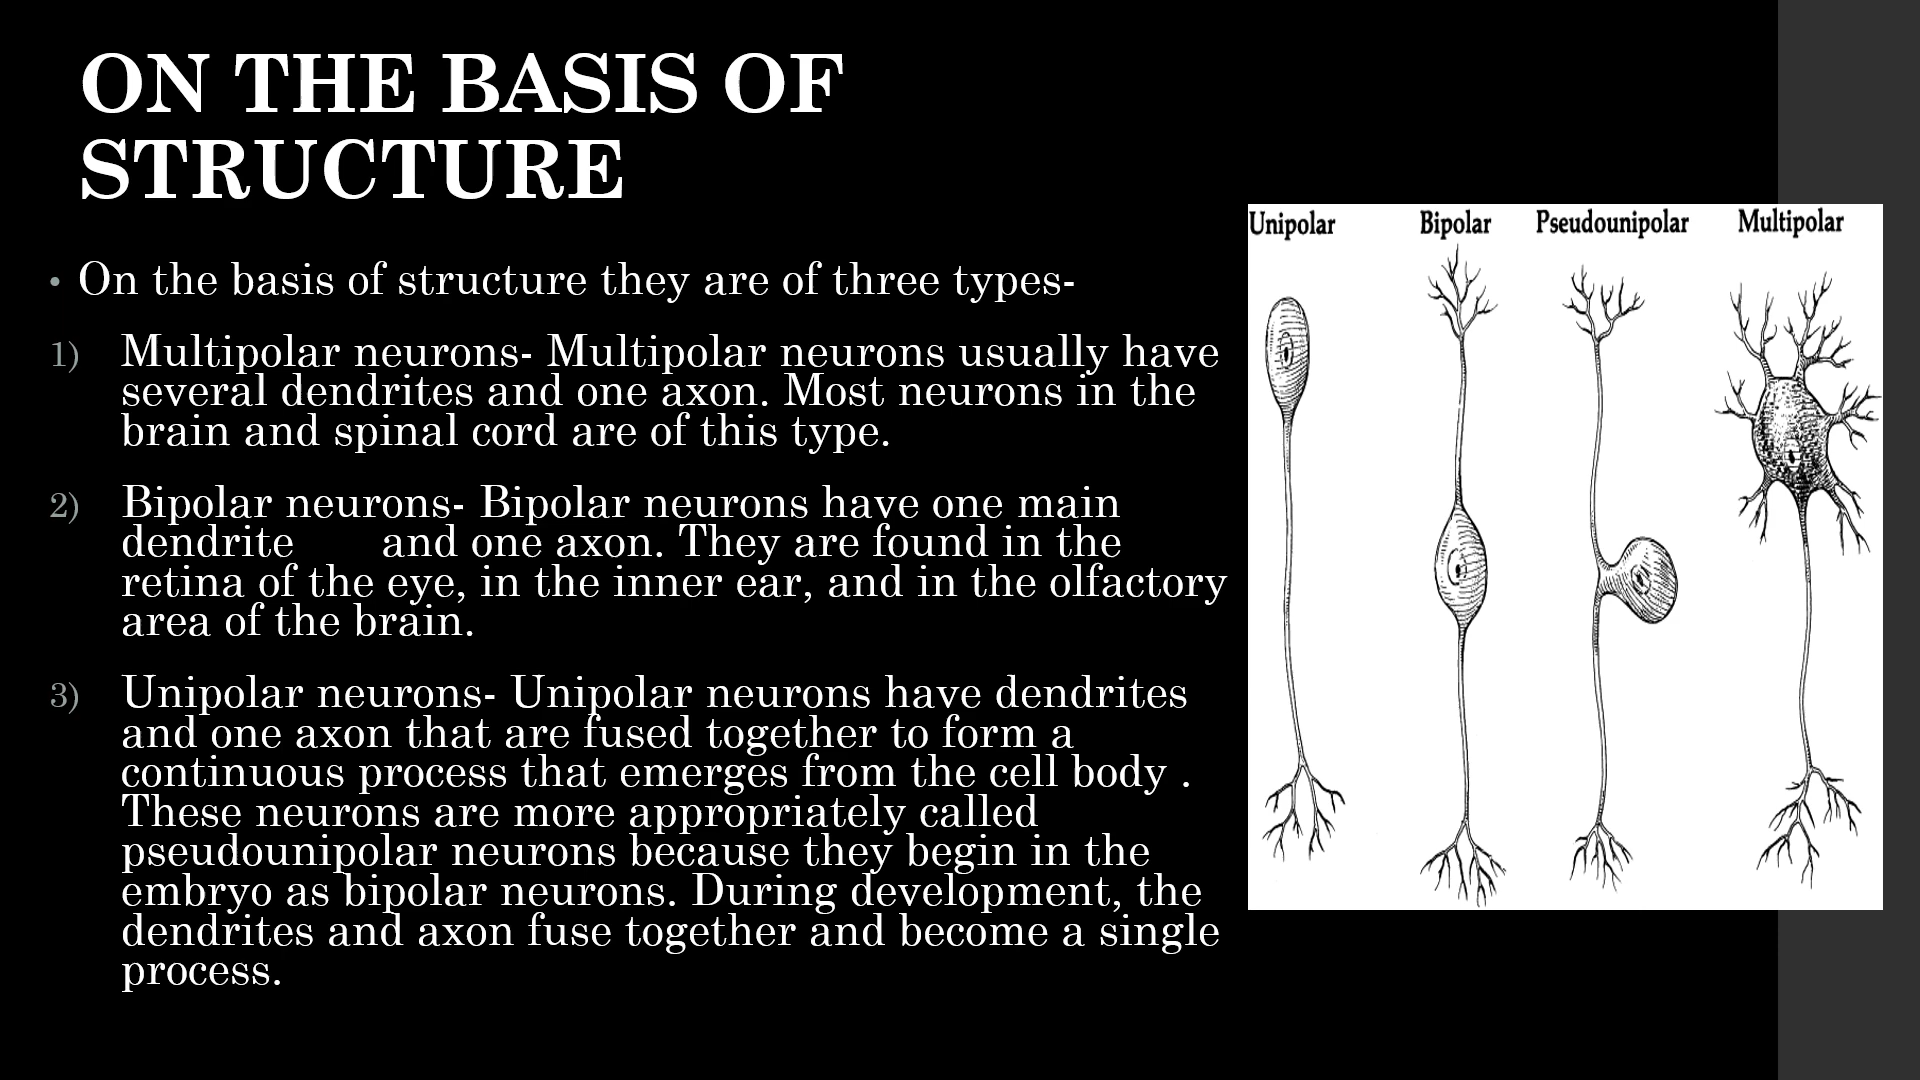 ON THE BASIS OF
STRUCTURE
• On the basis of structure they are of three types-
1) Multipolar neurons- Multipolar neurons usually have
several dendrites and one axon. Most neurons in the
brain and spinal cord are of this type.
2) Bipolar neurons- Bipolar neurons have one main
dendrite and one axon. They are found in the
retina of the eye, in the inner ear, and in the olfactory
area of the brain.
3) Unipolar neurons- Unipolar neurons have dendrites
and one axon that are fused together to form a
continuous process that emerges from the cell body .
These neurons are more appropriately called
pseudounipolar neurons because they begin in the
embryo as bipolar neurons. During development, the
dendrites and axon fuse together and become a single
process.
Unipolar Bipolar Pseudounipolar Multipolar